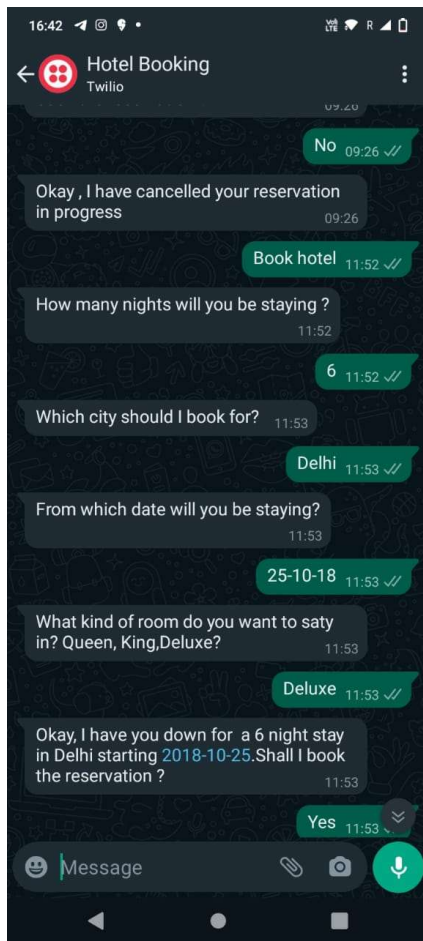 16:42 VoI LTE R
Hotel Booking
Twilio
09:26
No 09:26
Okay , I have cancelled your reservation
in progress
09:26
Book hotel 11:52
How many nights will you be staying ?
11:52
6 11:52
Which city should I book for? 11:53
Delhi 11:53
From which date will you be staying?
11:53
25-10-18 11:53
What kind of room do you want to saty
in? Queen, King,Deluxe?
11:53
Deluxe 11:53
Okay, I have you down for a 6 night stay
in Delhi starting 2018-10-25.Shall I book
the reservation ?
11:53
Yes 11:53
Message